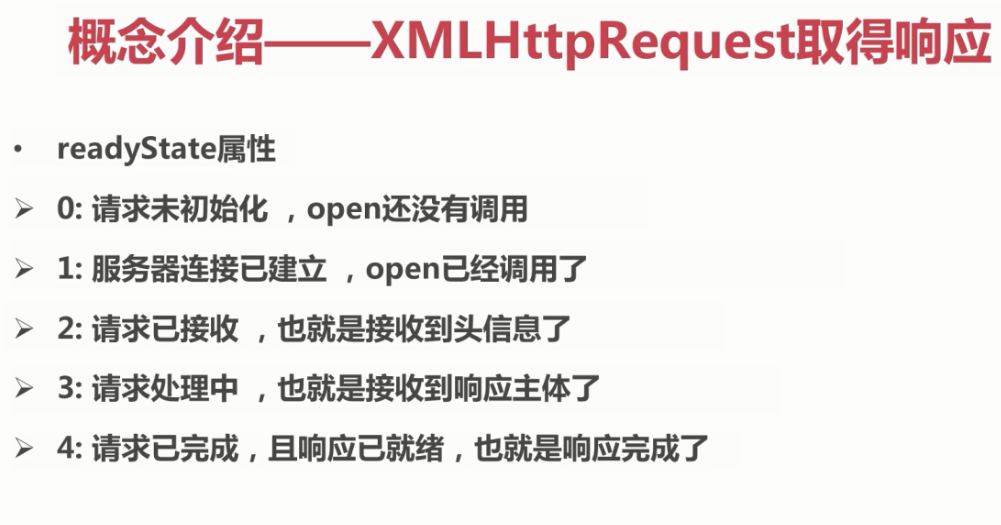 概念介绍——XMLHttpRequest取得响应
• readyState属性
➢ 0: 请求未初始化 ，open还没有调用
➢ 1: 服务器连接已建立 ，open已经调用了
➢ 2: 请求已接收 ，也就是接收到头信息了
➢ 3: 请求处理中 ，也就是接收到响应主体了
➢ 4: 请求已完成，且响应已就绪，也就是响应完成了